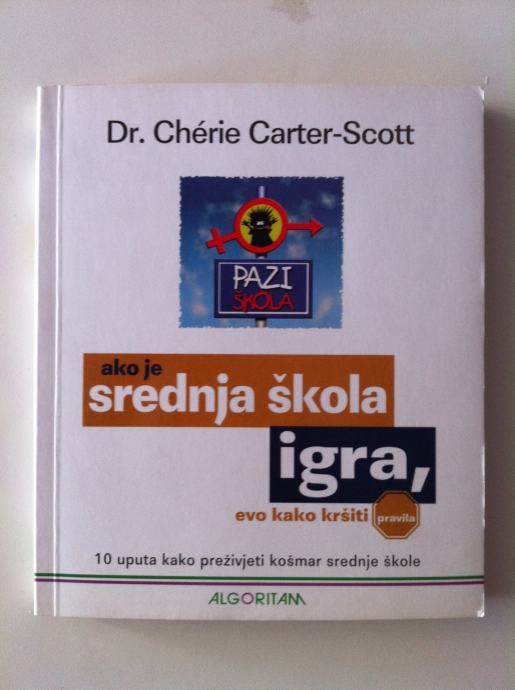 Dr. Chérie Carter-Scott
PAZI
ŠKOLA
ako je
srednja škola
igra,
evo kako kršiti pravila
10 uputa kako preživjeti košmar srednje škole
ALGORITAM